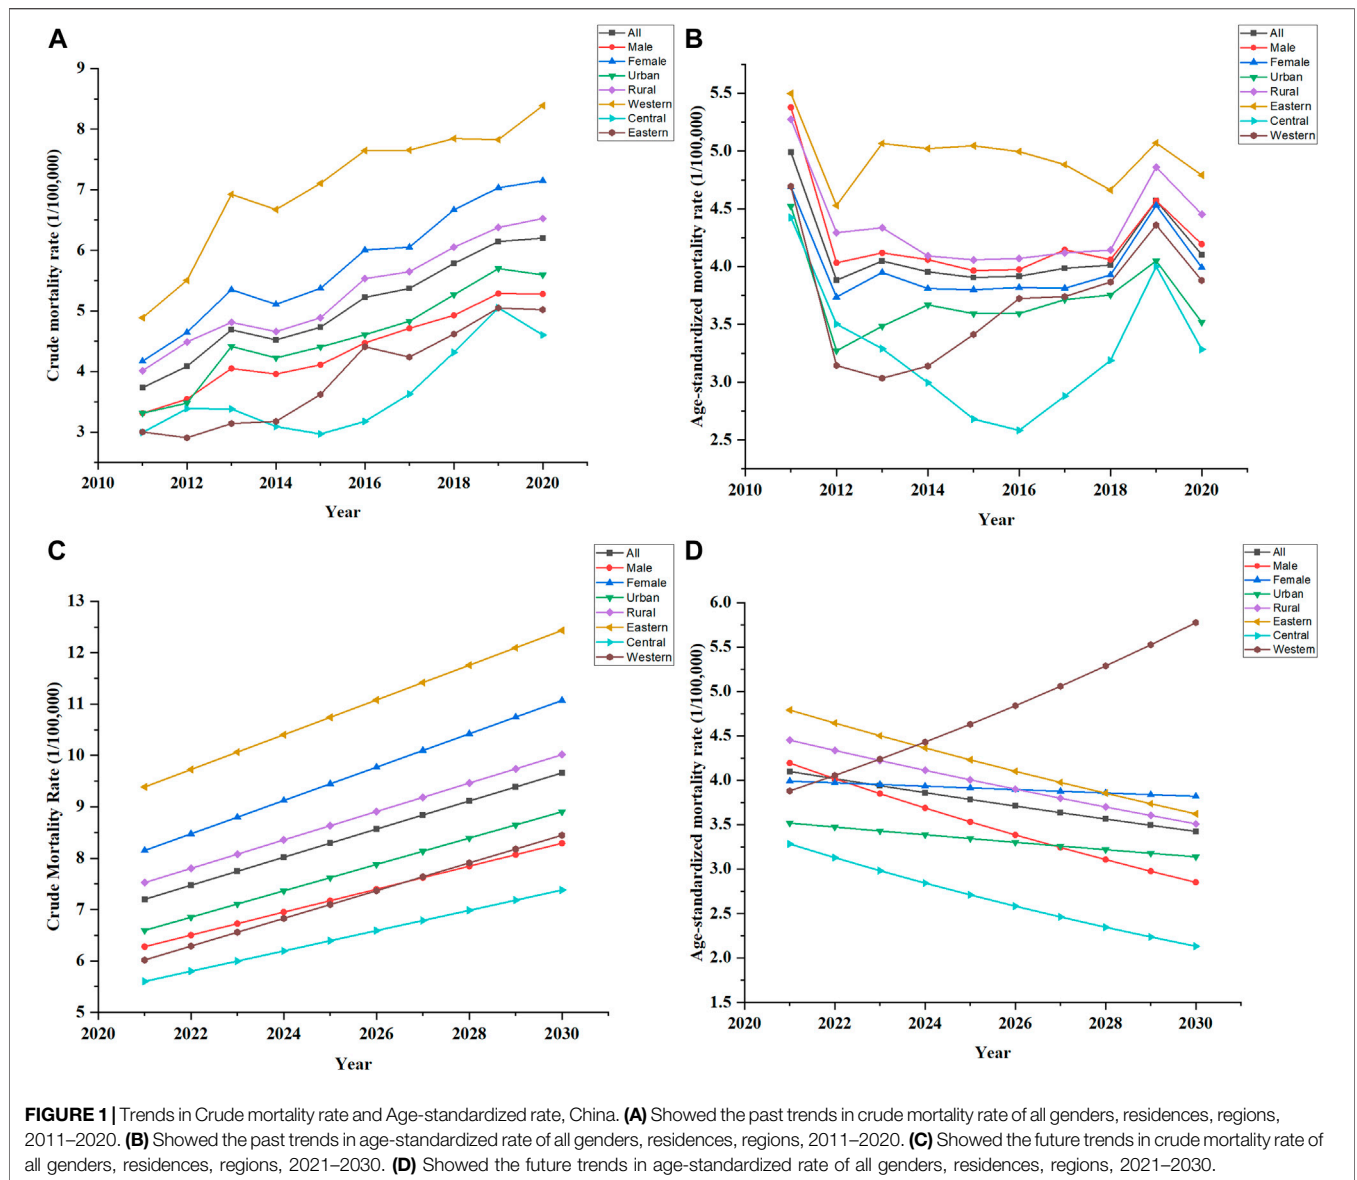 A
All
Male
Female
Urban
Rural
Western
Central
Eastern
Crude mortality rate (1/100,000)
9
8
7
6
5
4
3
2010
2012
2014
2016
2018
2020
Year
B
All
Male
Female
Urban
Rural
Eastern
Central
Western
Age-standardized mortality rate (1/100,000)
5.5
5.0
4.5
4.0
3.5
3.0
2.5
2010
2012
2014
2016
2018
2020
Year
C
All
Male
Female
Urban
Rural
Eastern
Central
Western
Crude Mortality Rate (1/100,000)
13
12
11
10
9
8
7
6
5
2020
2022
2024
2026
2028
2030
Year
D
All
Male
Female
Urban
Rural
Eastern
Central
Western
Age-standardized mortality rate (1/100,000)
6.0
5.5
5.0
4.5
4.0
3.5
3.0
2.5
2.0
1.5
2020
2022
2024
2026
2028
2030
Year
FIGURE 1 | Trends in Crude mortality rate and Age-standardized rate, China. (A) Showed the past trends in crude mortality rate of all genders, residences, regions,
2011–2020. (B) Showed the past trends in age-standardized rate of all genders, residences, regions, 2011–2020. (C) Showed the future trends in crude mortality rate of
all genders, residences, regions, 2021–2030. (D) Showed the future trends in age-standardized rate of all genders, residences, regions, 2021–2030.